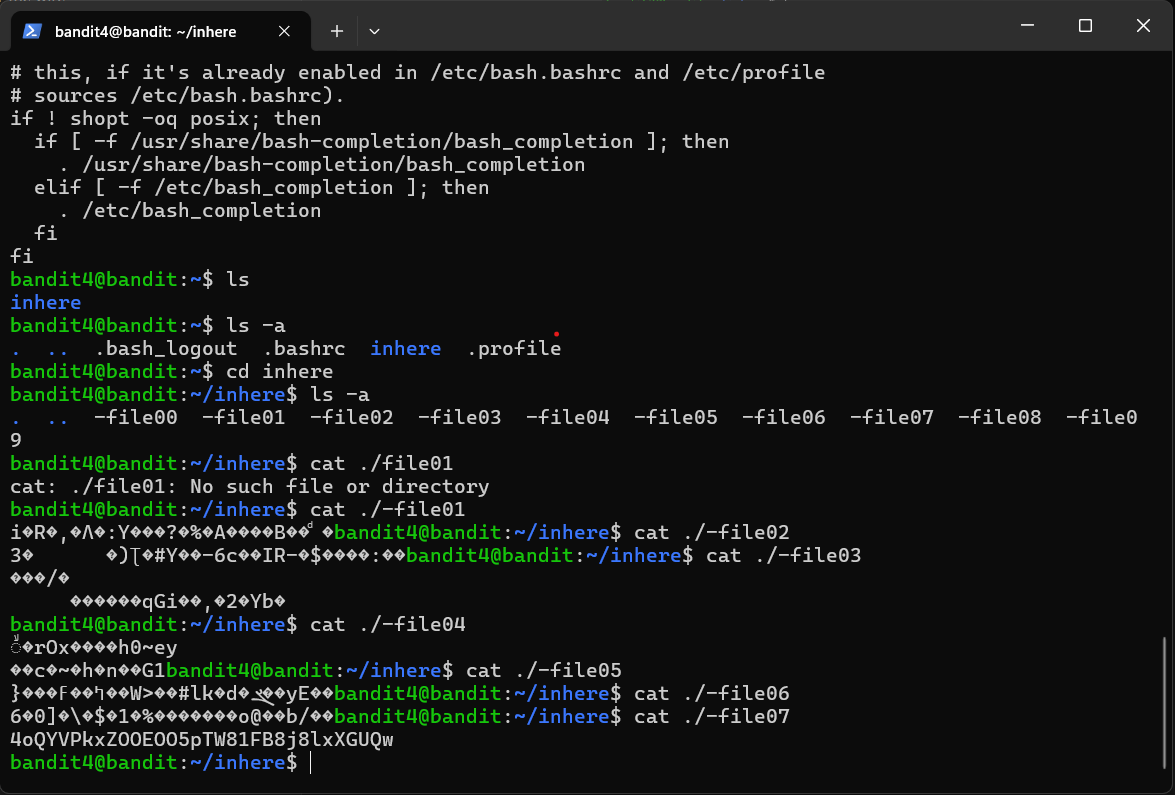 bandit4@bandit: ~/inhere
# this, if it's already enabled in /etc/bash.bashrc and /etc/profile
# sources /etc/bash.bashrc).
if ! shopt -oq posix; then
  if [ -f /usr/share/bash-completion/bash_completion ]; then
    . /usr/share/bash-completion/bash_completion
  elif [ -f /etc/bash_completion ]; then
    . /etc/bash_completion
  fi
fi
bandit4@bandit:~$ ls
inhere
bandit4@bandit:~$ ls -a
.  ..  .bash_logout  .bashrc  inhere  .profile
bandit4@bandit:~$ cd inhere
bandit4@bandit:~/inhere$ ls -a
.  ..  -file00  -file01  -file02  -file03  -file04  -file05  -file06  -file07  -file08  -file0
9
bandit4@bandit:~/inhere$ cat ./file01
cat: ./file01: No such file or directory
bandit4@bandit:~/inhere$ cat ./-file01
i�R�,�Λ�:Y���?�%�A����B�� �bandit4@bandit:~/inhere$ cat ./-file02
3�      �)Ʈ�#Y��-6c��IR-�$����:��bandit4@bandit:~/inhere$ cat ./-file03
���/�
     ������qGi��,�2�Yb�
bandit4@bandit:~/inhere$ cat ./-file04
�rOx����h0~ey
��c�~�h�n��G1bandit4@bandit:~/inhere$ cat ./-file05
}���F��ߤ��W>��#lk�d�ݎ��yE��bandit4@bandit:~/inhere$ cat ./-file06
6�0]�\�$�1�%�������o@��b/��bandit4@bandit:~/inhere$ cat ./-file07
4oQYVPkxZOOEOO5pTW81FB8j8lxXGUQw
bandit4@bandit:~/inhere$